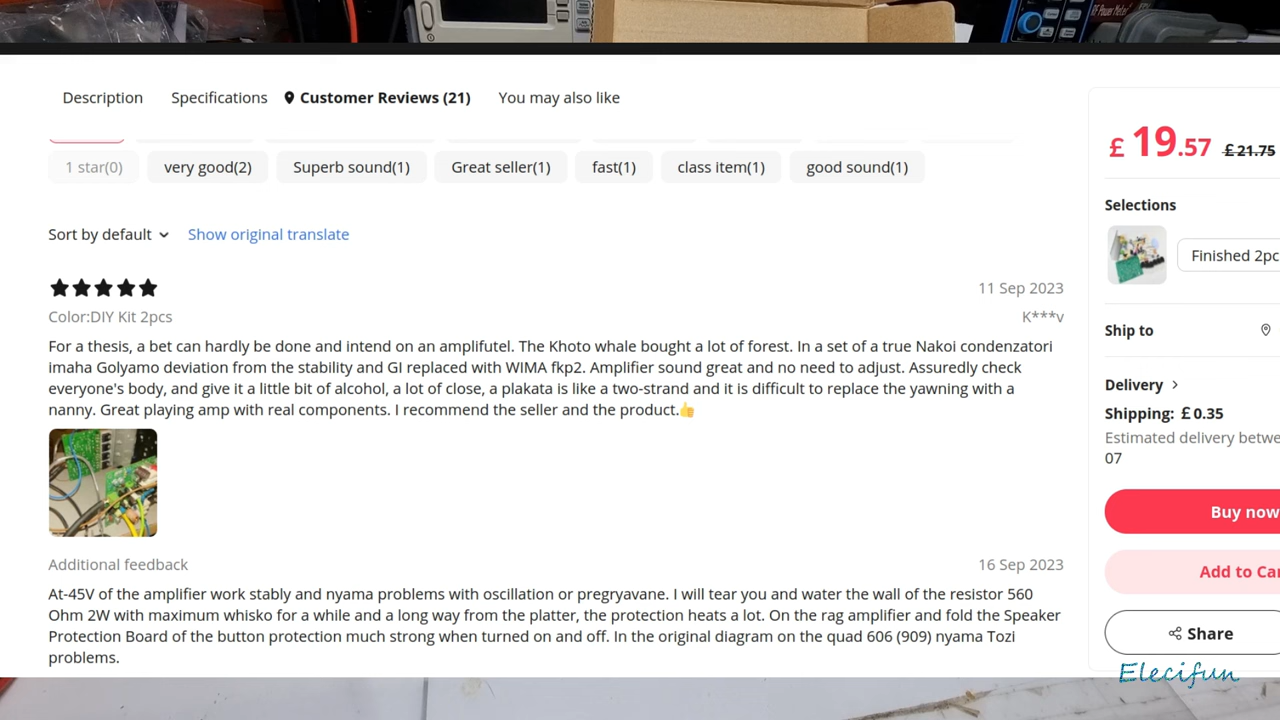 RF Power Meter
Description Specifications Customer Reviews (21) You may also like
1 star(0) very good(2) Superb sound(1) Great seller(1) fast(1) class item(1) good sound(1)
Sort by default Show original translate
11 Sep 2023
Color:DIY Kit 2pcs K***v
For a thesis, a bet can hardly be done and intend on an amplifutel. The Khoto whale bought a lot of forest. In a set of a true Nakoi condenzatori
imaha Golyamo deviation from the stability and GI replaced with WIMA fkp2. Amplifier sound great and no need to adjust. Assuredly check
everyone's body, and give it a little bit of alcohol, a lot of close, a plakata is like a two-strand and it is difficult to replace the yawning with a
nanny. Great playing amp with real components. I recommend the seller and the product.👍
Additional feedback 16 Sep 2023
At-45V of the amplifier work stably and nyama problems with oscillation or pregryavane. I will tear you and water the wall of the resistor 560
Ohm 2W with maximum whisko for a while and a long way from the platter, the protection heats a lot. On the rag amplifier and fold the Speaker
Protection Board of the button protection much strong when turned on and off. In the original diagram on the quad 606 (909) nyama Tozi
problems.
£ 19.57 £21.75
Selections
Finished 2pc
Ship to
Delivery
Shipping: £0.35
Estimated delivery betwe
07
Buy now
Add to Car
Share
Elecifun